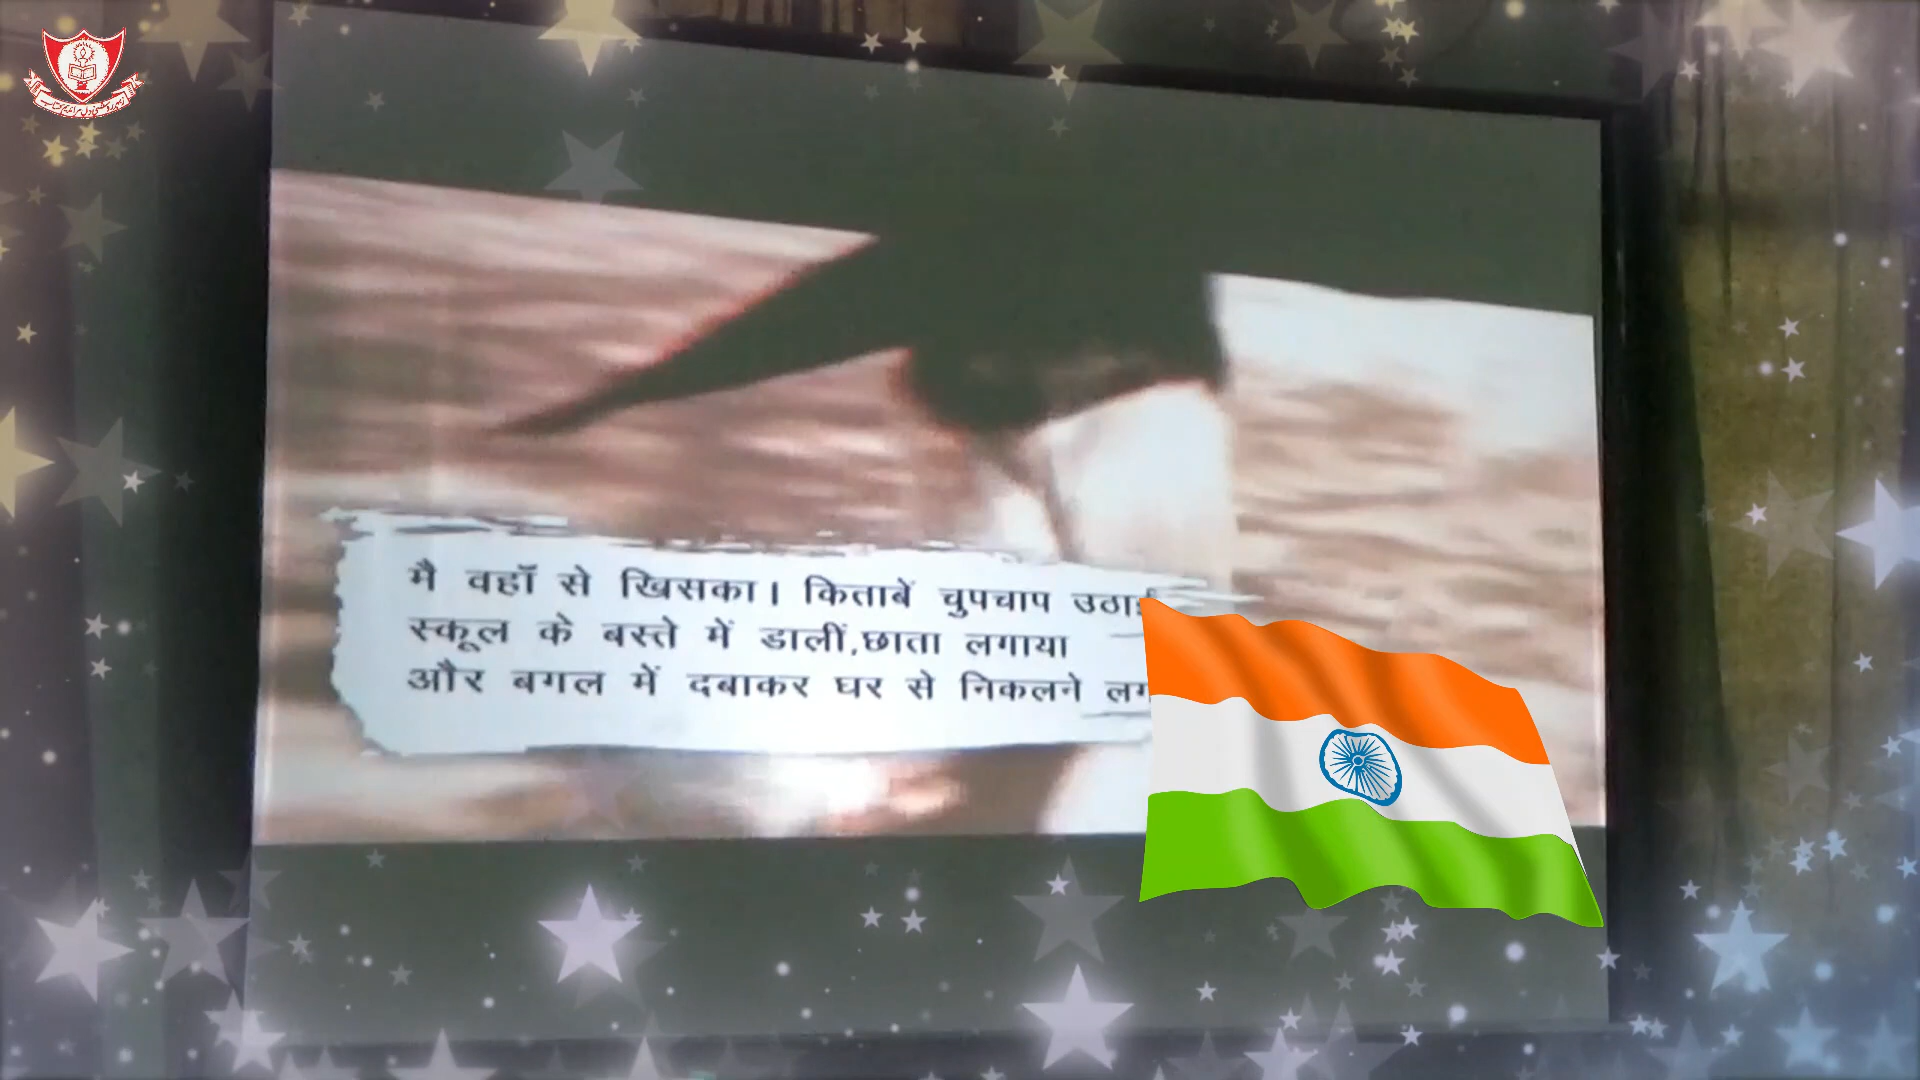 मै वहॉ से खिसका। किताबें चुपचाप
स्कूल के बस्ते में डालीं,छाता लगाया
और बगल में दबाकर घर से निकलने